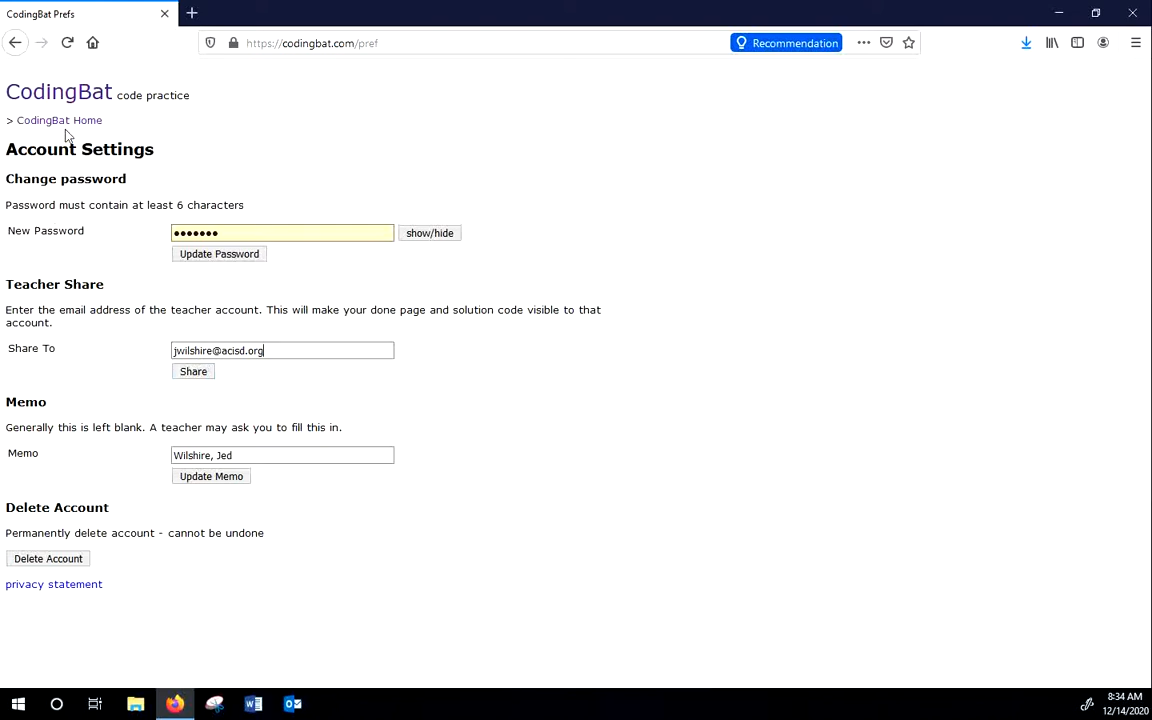 CodingBat Prefs
https://codingbat.com/pref
Recommendation
CodingBat code practice
> CodingBat Home
Account Settings
Change password
Password must contain at least 6 characters
New Password ●●●●●●● show/hide
Update Password
Teacher Share
Enter the email address of the teacher account. This will make your done page and solution code visible to that
account.
Share To jwilshire@acisd.org
Share
Memo
Generally this is left blank. A teacher may ask you to fill this in.
Memo Wilshire, Jed
Update Memo
Delete Account
Permanently delete account - cannot be undone
Delete Account
privacy statement
8:34 AM
12/14/2020